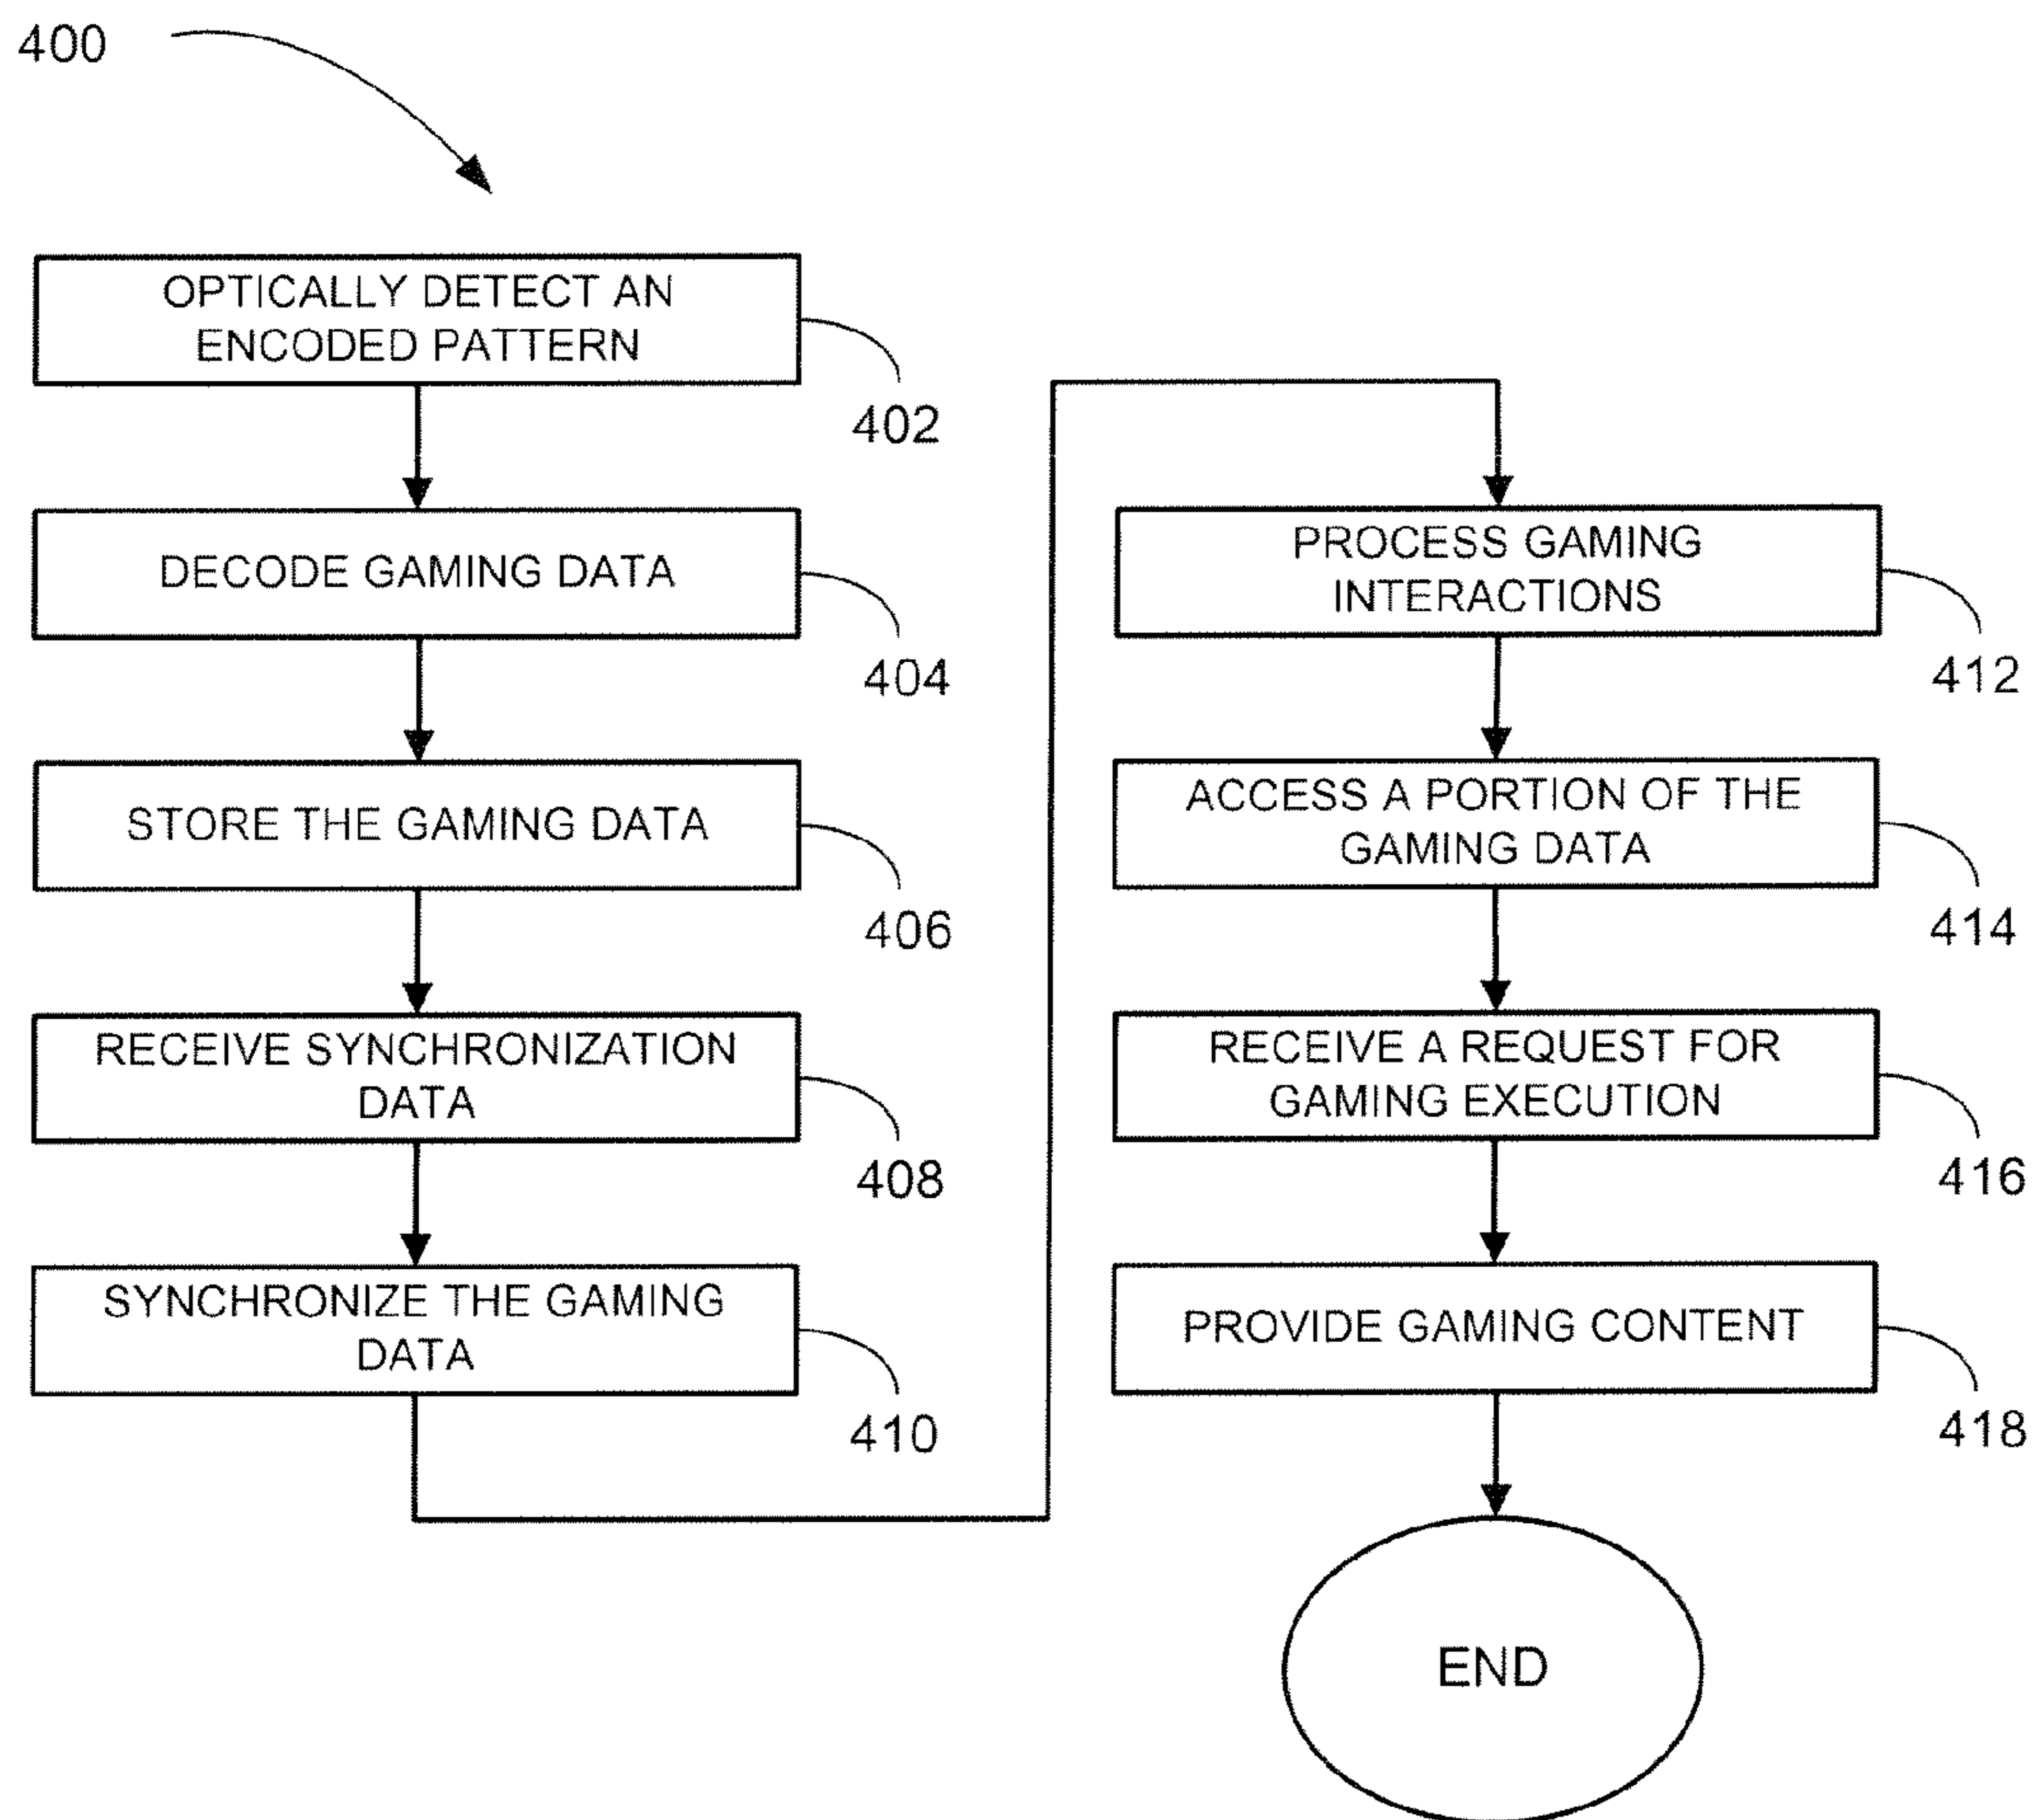 400
OPTICALLY DETECT AN
ENCODED PATTERN
402
DECODE GAMING DATA
404
STORE THE GAMING DATA
406
RECEIVE SYNCHRONIZATION
DATA
408
SYNCHRONIZE THE GAMING
DATA
410
PROCESS GAMING
INTERACTIONS
412
ACCESS A PORTION OF THE
GAMING DATA
414
RECEIVE A REQUEST FOR
GAMING EXECUTION
416
PROVIDE GAMING CONTENT
418
END